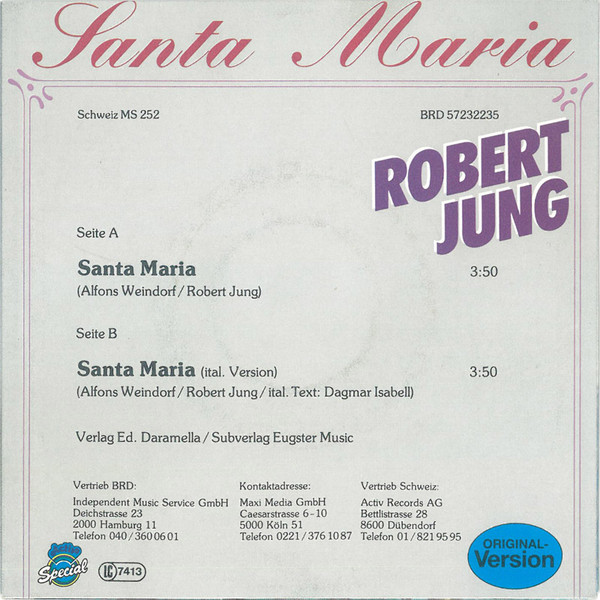 Santa Maria
Schweiz MS 252 BRD 57232235
ROBERT
JUNG
Seite A
Santa Maria 3:50
(Alfons Weindorf / Robert Jung)
Seite B
Santa Maria (ital. Version) 3:50
(Alfons Weindorf / Robert Jung / ital. Text: Dagmar Isabell)
Verlag Ed. Daramella / Subverlag Eugster Music
Vertrieb BRD:
Independent Music Service GmbH
Deichstrasse 23
2000 Hamburg 11
Telefon 040 / 360 06 01
Kontaktadresse:
Maxi Media GmbH
Caesarstrasse 6-10
5000 Köln 51
Telefon 0221 / 376 10 87
Vertrieb Schweiz:
Activ Records AG
Bettlistrasse 28
8600 Dübendorf
Telefon 01 / 821 95 95
Special
LC 7413
ORIGINAL-
Version